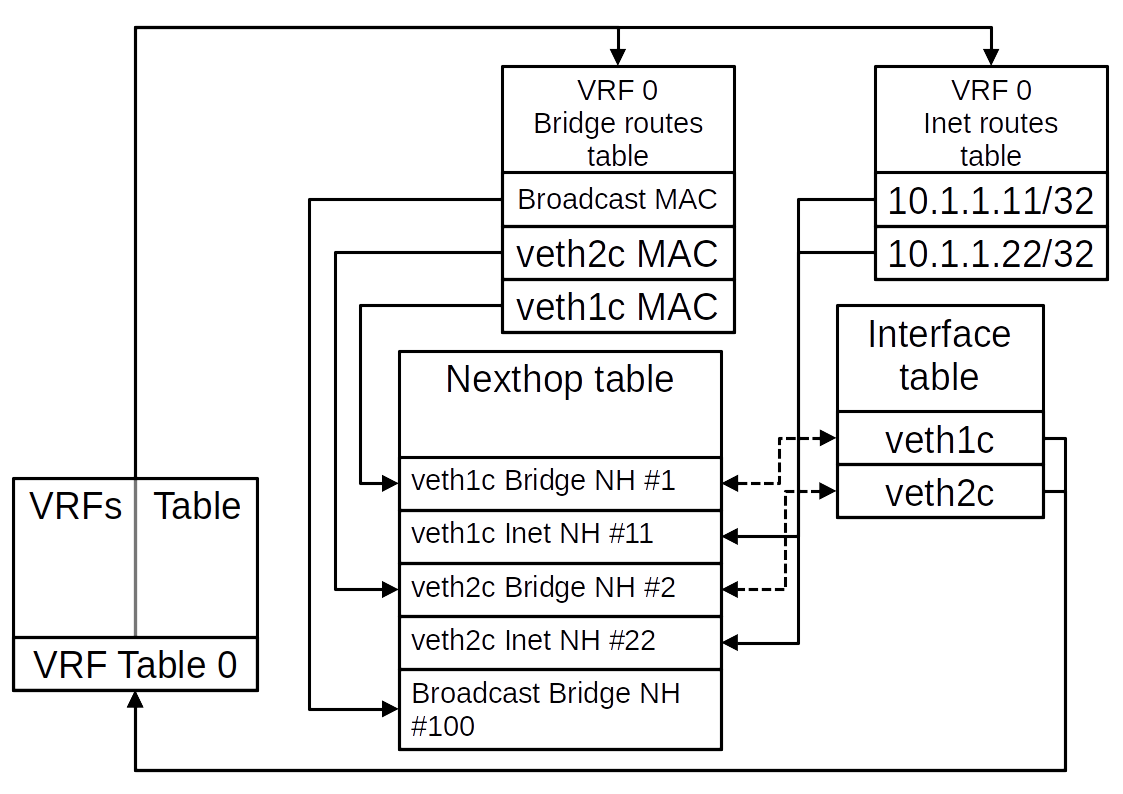 VRF 0
Bridge routes
table
Broadcast MAC
veth2c MAC
veth1c MAC
VRF 0
Inet routes
table
10.1.1.11/32
10.1.1.22/32
Interface
table
veth1c
veth2c
Nexthop table
veth1c Bridge NH #1
veth1c Inet NH #11
veth2c Bridge NH #2
veth2c Inet NH #22
Broadcast Bridge NH
#100
VRFs Table
VRF Table 0